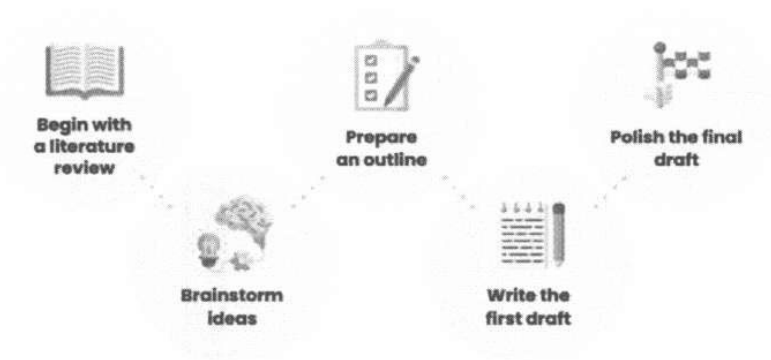 Begin with
a literature
review
Brainstorm
ideas
Prepare
an outline
Write the
first draft
Polish the final
draft